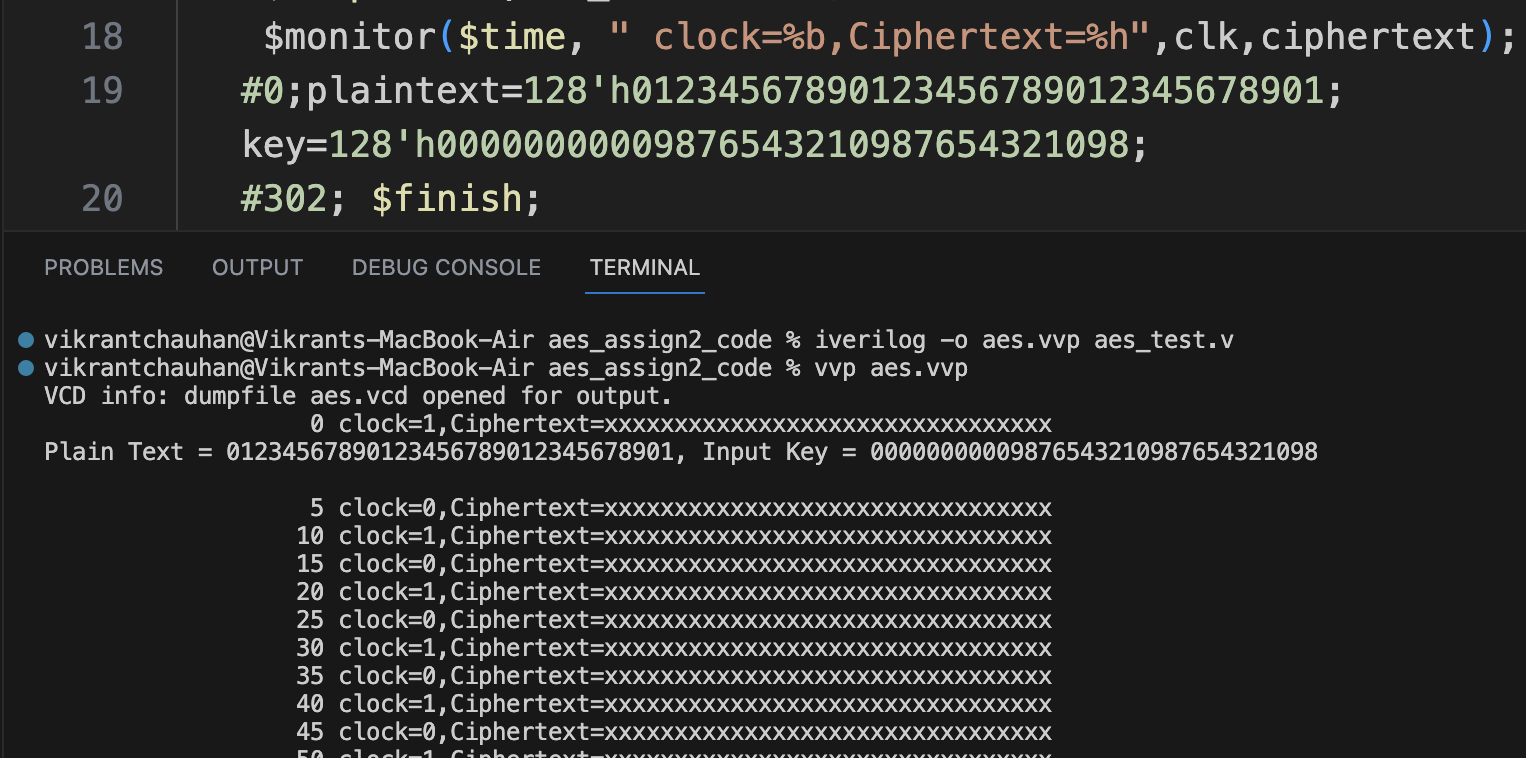 18 $monitor($time, " clock=%b,Ciphertext=%h",clk,ciphertext);
19 #0;plaintext=128'h01234567890123456789012345678901;
key=128'h00000000009876543210987654321098;
20 #302; $finish;
PROBLEMS OUTPUT DEBUG CONSOLE TERMINAL
vikrantchauhan@Vikrants-MacBook-Air aes_assign2_code % iverilog -o aes.vvp aes_test.v
vikrantchauhan@Vikrants-MacBook-Air aes_assign2_code % vvp aes.vvp
VCD info: dumpfile aes.vcd opened for output.
0 clock=1,Ciphertext=xxxxxxxxxxxxxxxxxxxxxxxxxxxxxxxx
Plain Text = 01234567890123456789012345678901, Input Key = 00000000009876543210987654321098
5 clock=0,Ciphertext=xxxxxxxxxxxxxxxxxxxxxxxxxxxxxxxx
10 clock=1,Ciphertext=xxxxxxxxxxxxxxxxxxxxxxxxxxxxxxxx
15 clock=0,Ciphertext=xxxxxxxxxxxxxxxxxxxxxxxxxxxxxxxx
20 clock=1,Ciphertext=xxxxxxxxxxxxxxxxxxxxxxxxxxxxxxxx
25 clock=0,Ciphertext=xxxxxxxxxxxxxxxxxxxxxxxxxxxxxxxx
30 clock=1,Ciphertext=xxxxxxxxxxxxxxxxxxxxxxxxxxxxxxxx
35 clock=0,Ciphertext=xxxxxxxxxxxxxxxxxxxxxxxxxxxxxxxx
40 clock=1,Ciphertext=xxxxxxxxxxxxxxxxxxxxxxxxxxxxxxxx
45 clock=0,Ciphertext=xxxxxxxxxxxxxxxxxxxxxxxxxxxxxxxx
50 clock=1,Ciphertext=xxxxxxxxxxxxxxxxxxxxxxxxxxxxxxxx